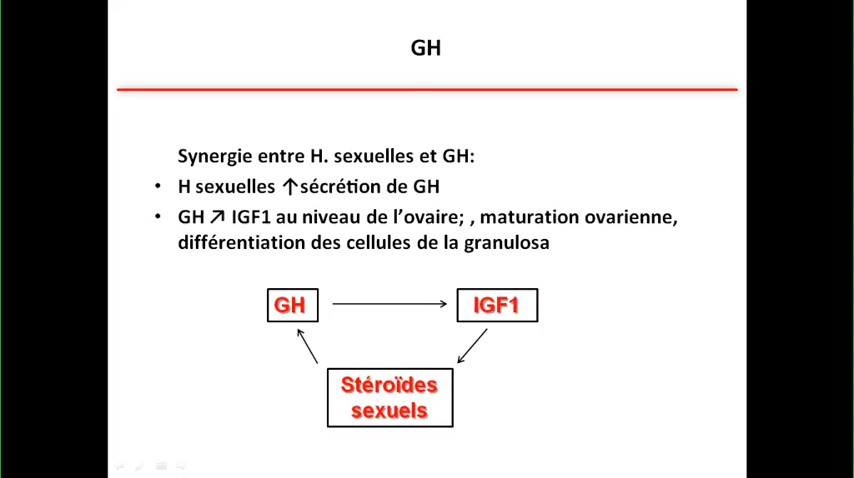 GH
Synergie entre H. sexuelles et GH:
• H sexuelles ↑sécrétion de GH
• GH ↗ IGF1 au niveau de l’ovaire; , maturation ovarienne,
différentiation des cellules de la granulosa
GH
IGF1
Stéroïdes
sexuels